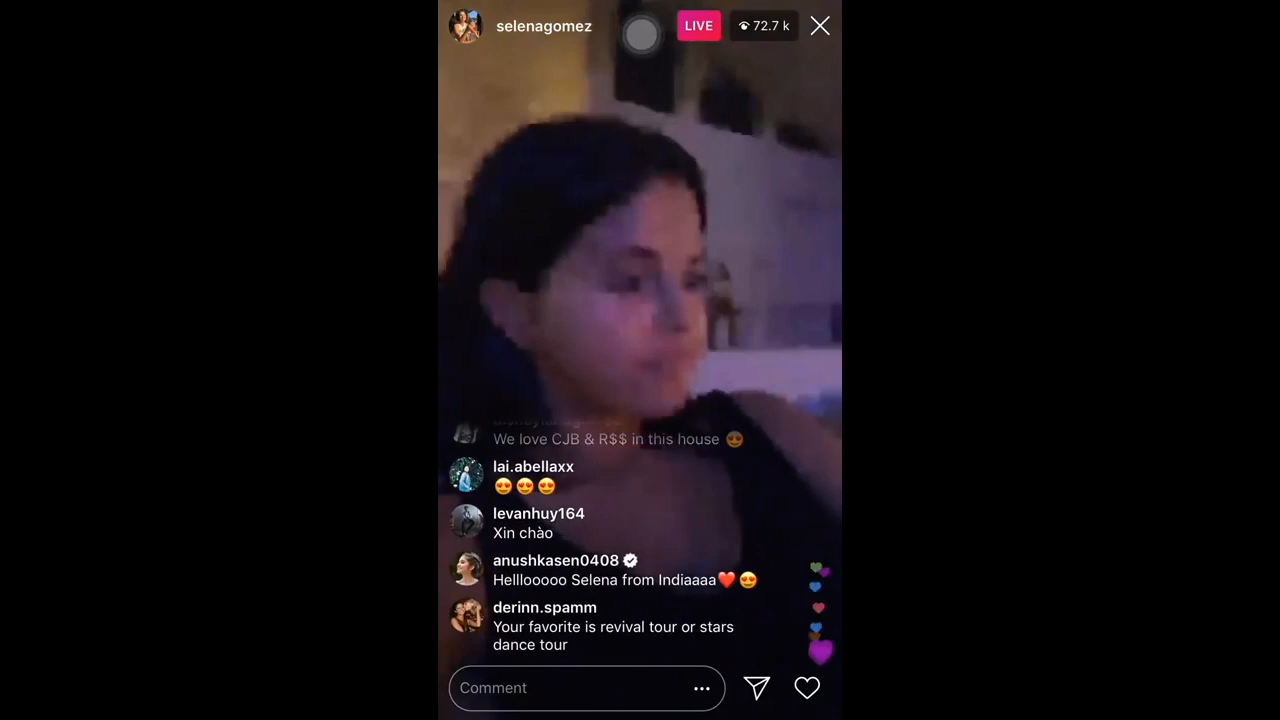 selenagomez
LIVE
72.7 k
We love CJB & R$$ in this house 😍
lai.abellaxx
😍😍😍
levanhuy164
Xin chào
anushkasen0408
Helllooooo Selena from Indiaaaa❤️😍
derinn.spamm
Your favorite is revival tour or stars
dance tour
Comment